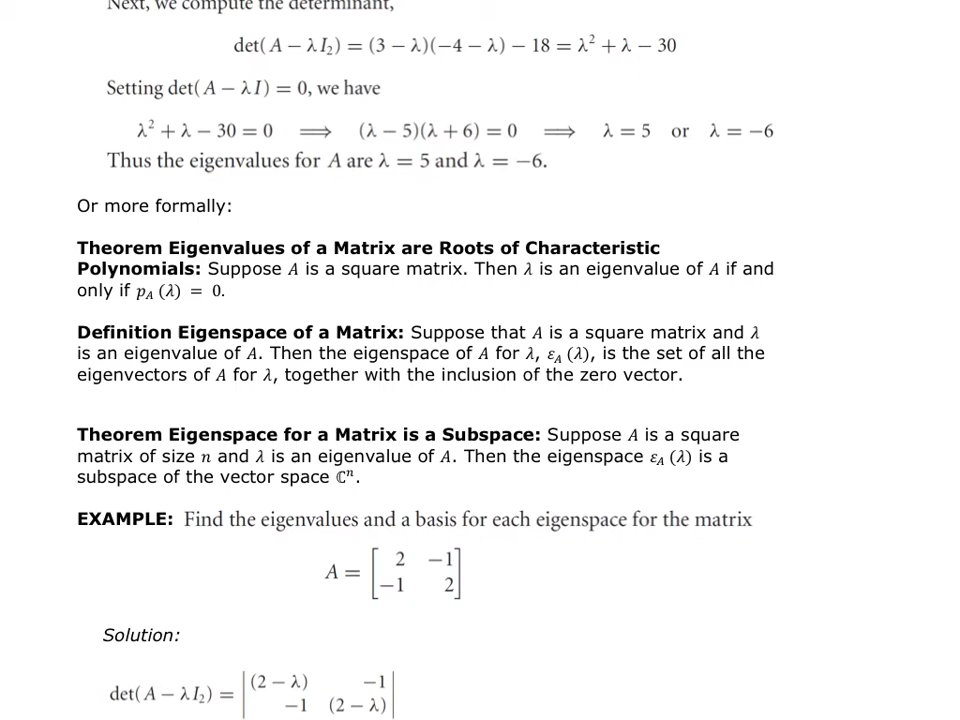 Next, we compute the determinant,
det( A − λI₂) = (3 − λ)(−4 − λ) − 18 = λ² + λ − 30
Setting det( A − λI) = 0, we have
λ² + λ − 30 = 0 ⟹ (λ − 5)(λ + 6) = 0 ⟹ λ = 5 or λ = −6
Thus the eigenvalues for A are λ = 5 and λ = −6.
Or more formally:
Theorem Eigenvalues of a Matrix are Roots of Characteristic
Polynomials: Suppose A is a square matrix. Then λ is an eigenvalue of A if and
only if p_A (λ) = 0.
Definition Eigenspace of a Matrix: Suppose that A is a square matrix and λ
is an eigenvalue of A. Then the eigenspace of A for λ, ε_A (λ), is the set of all the
eigenvectors of A for λ, together with the inclusion of the zero vector.
Theorem Eigenspace for a Matrix is a Subspace: Suppose A is a square
matrix of size n and λ is an eigenvalue of A. Then the eigenspace ε_A (λ) is a
subspace of the vector space ℂⁿ.
EXAMPLE: Find the eigenvalues and a basis for each eigenspace for the matrix
A = [ 2 −1
−1 2 ]
Solution:
det( A − λI₂) = | (2 − λ) −1
−1 (2 − λ) |